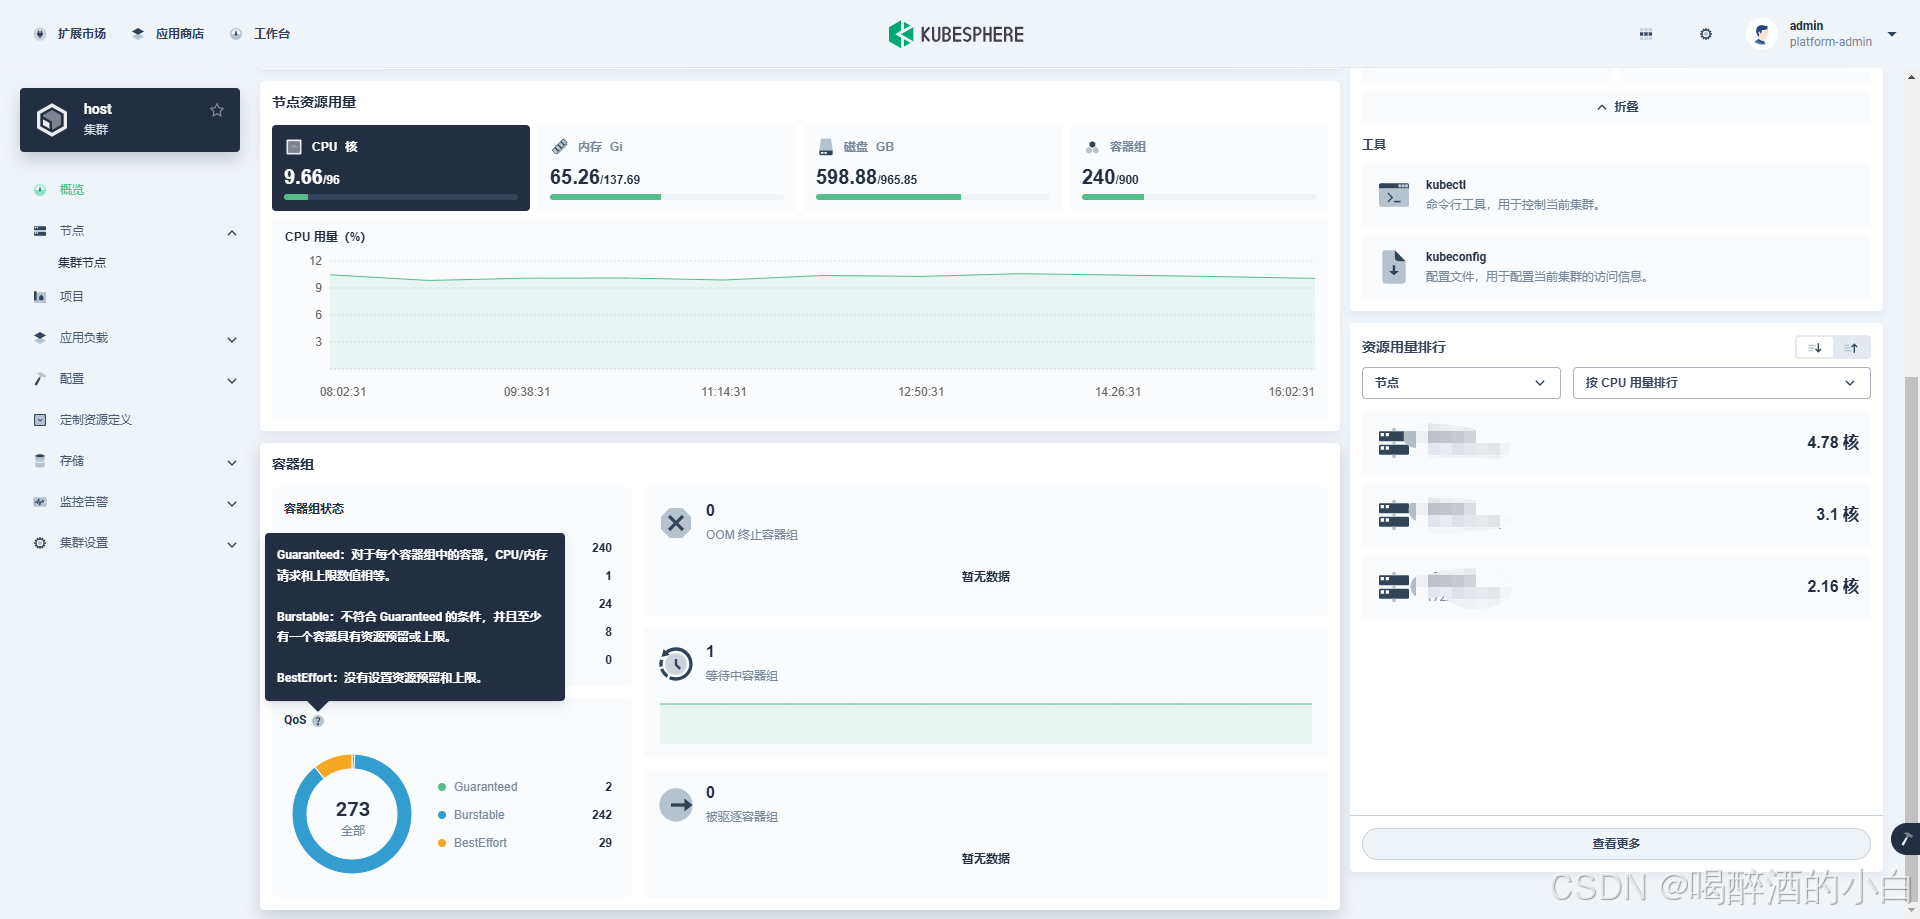 扩展市场
应用商店
工作台
KUBESPHERE
admin
platform-admin
host
集群
概览
节点
集群节点
项目
应用负载
配置
定制资源定义
存储
监控告警
集群设置
节点资源用量
CPU 核
9.66/96
内存 Gi
65.26/137.69
磁盘 GB
598.88/965.85
容器组
240/900
CPU 用量 (%)
12
9
6
3
08:02:31
09:38:31
11:14:31
12:50:31
14:26:31
16:02:31
容器组
容器组状态
240
1
24
8
0
Guaranteed：对于每个容器组中的容器，CPU/内存
请求和上限数值相等。
Burstable：不符合 Guaranteed 的条件，并且至少
有一个容器具有资源预留或上限。
BestEffort：没有设置资源预留和上限。
QoS ?
273
全部
Guaranteed 2
Burstable 242
BestEffort 29
0
OOM 终止容器组
暂无数据
1
等待中容器组
0
被驱逐容器组
暂无数据
折叠
工具
kubectl
命令行工具，用于控制当前集群。
kubeconfig
配置文件，用于配置当前集群的访问信息。
资源用量排行
节点
按 CPU 用量排行
4.78 核
3.1 核
2.16 核
查看更多
CSDN @喝醉酒的小白